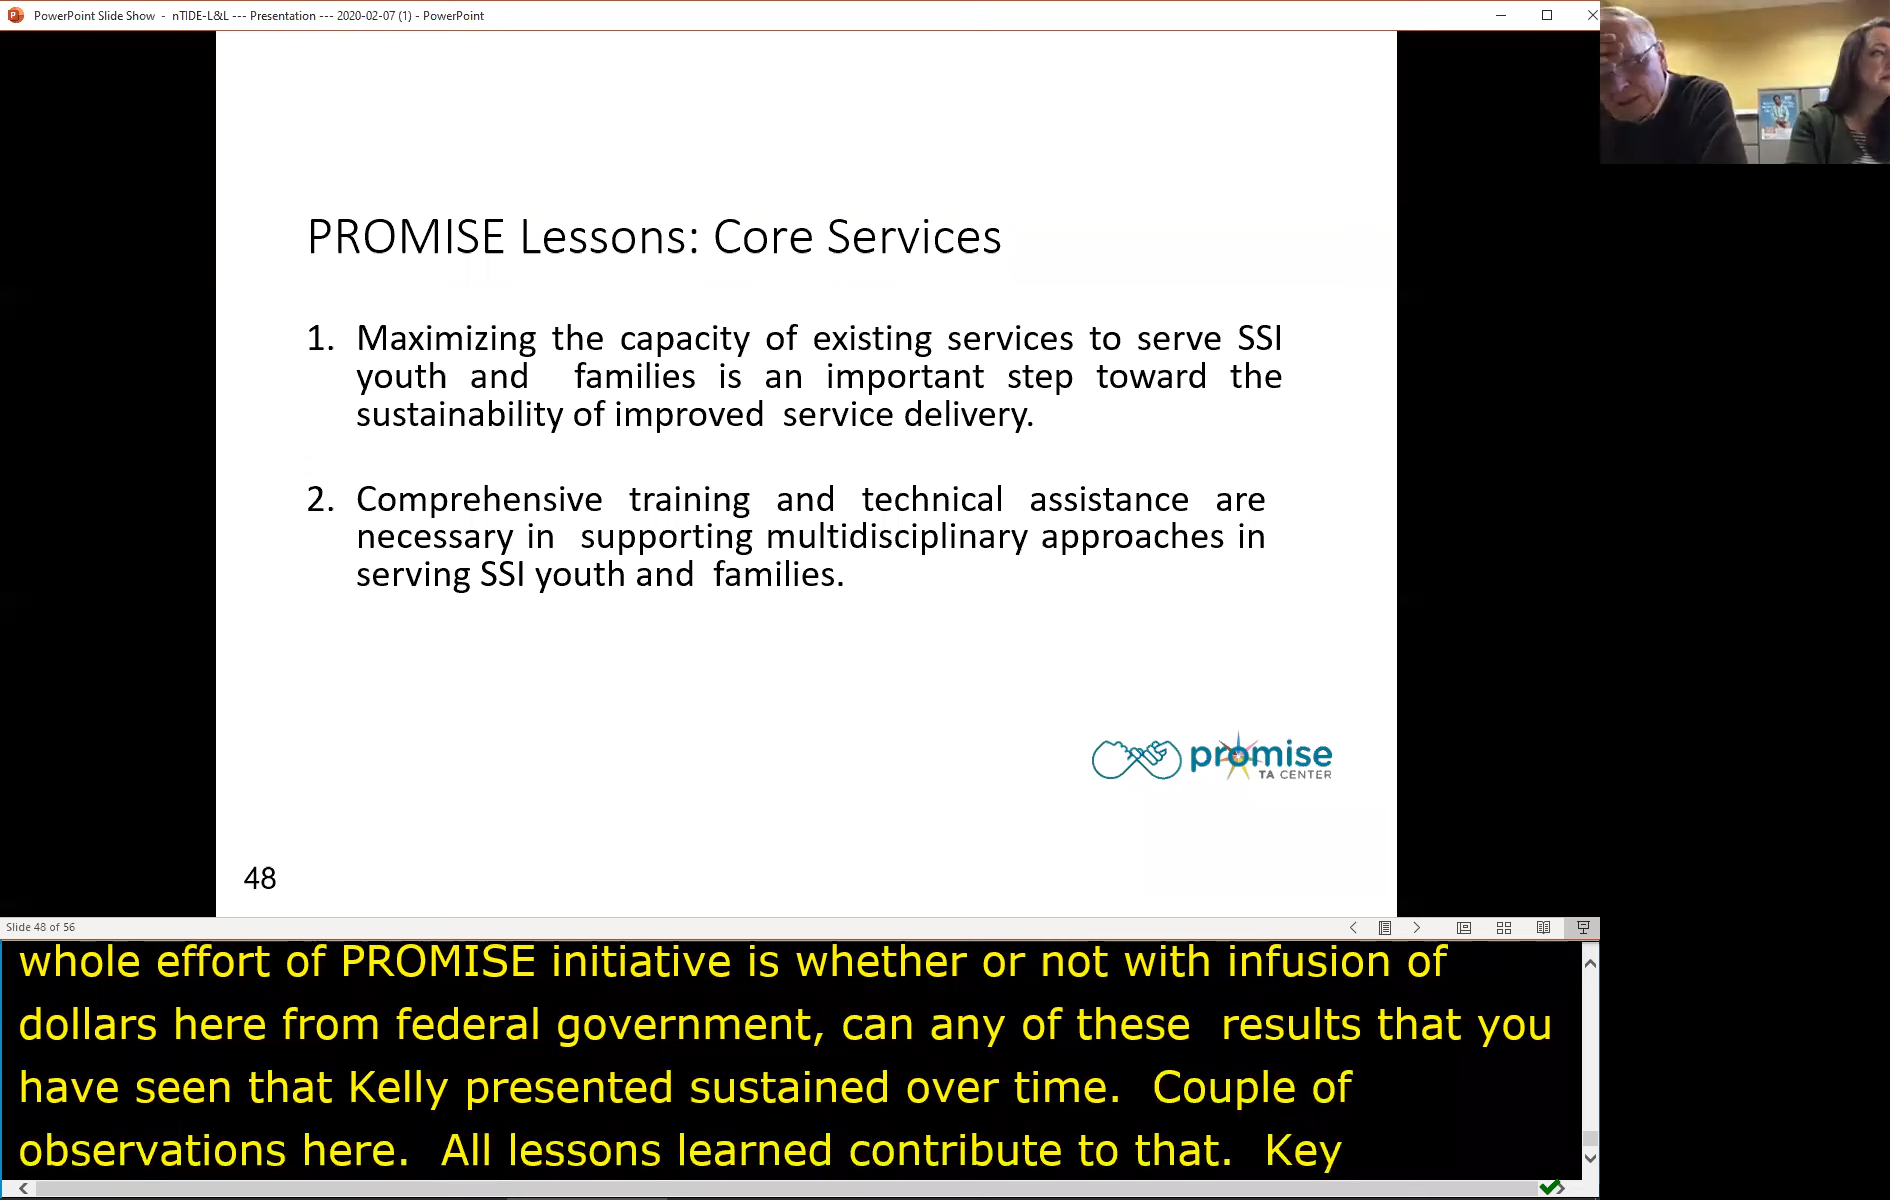 PowerPoint Slide Show - nTIDE-L&L --- Presentation --- 2020-02-07 (1) - PowerPoint
PROMISE Lessons: Core Services
1. Maximizing the capacity of existing services to serve SSI
youth and families is an important step toward the
sustainability of improved service delivery.
2. Comprehensive training and technical assistance are
necessary in supporting multidisciplinary approaches in
serving SSI youth and families.
promise
TA CENTER
48
Slide 48 of 56
whole effort of PROMISE initiative is whether or not with infusion of
dollars here from federal government, can any of these results that you
have seen that Kelly presented sustained over time. Couple of
observations here. All lessons learned contribute to that. Key